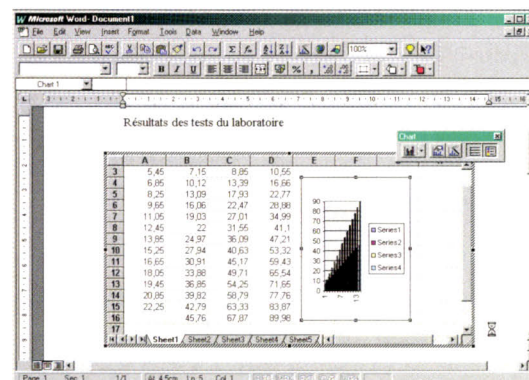 Microsoft Word - Document1
File Edit View Format Tools Data Window Help
100%
Chart 1
Résultats des tests du laboratoire
Chart
A B C D E F
3 5,45 7,15 8,85 10,55
4 6,85 10,12 13,39 16,66
5 8,25 13,09 17,93 22,77
6 9,65 16,06 22,47 28,88
7 11,05 19,03 27,01 34,99
8 12,45 22 31,55 41,1
9 13,85 24,97 36,09 47,21
10 15,25 27,94 40,63 53,32
11 16,65 30,91 45,17 59,43
12 18,05 33,88 49,71 65,54
13 19,45 36,85 54,25 71,65
14 20,85 39,82 58,79 77,76
15 22,25 42,79 63,33 83,87
16 45,76 67,87 89,98
17
90
80
70
60
50
40
30
20
10
0
1 7 13
Series1
Series2
Series3
Series4
Sheet1 Sheet2 Sheet3 Sheet4 Sheet5
Page 1 Sec 1 1/1 At 4.5cm Ln 5 Col 1